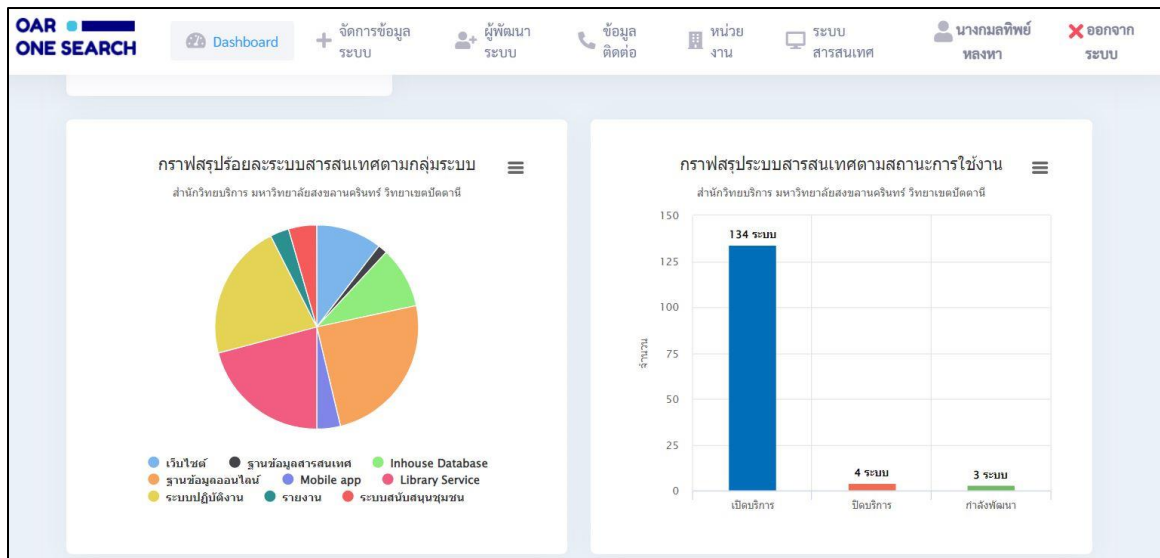 OAR
ONE SEARCH
Dashboard
จัดการข้อมูล
ระบบ
ผู้พัฒนา
ระบบ
ข้อมูล
ติดต่อ
หน่วย
งาน
ระบบ
สารสนเทศ
นางกมลทิพย์
หลงหา
ออกจาก
ระบบ
กราฟสรุปร้อยละระบบสารสนเทศตามกลุ่มระบบ
สำนักวิทยบริการ มหาวิทยาลัยสงขลานครินทร์ วิทยาเขตปัตตานี
เว็บไซต์ ฐานข้อมูลสารสนเทศ Inhouse Database
ฐานข้อมูลออนไลน์ Mobile app Library Service
ระบบปฏิบัติงาน รายงาน ระบบสนับสนุนชุมชน
กราฟสรุประบบสารสนเทศตามสถานะการใช้งาน
สำนักวิทยบริการ มหาวิทยาลัยสงขลานครินทร์ วิทยาเขตปัตตานี
150
125
100
75
50
25
0
จำนวน
134 ระบบ
4 ระบบ
3 ระบบ
เปิดบริการ
ปิดบริการ
กำลังพัฒนา